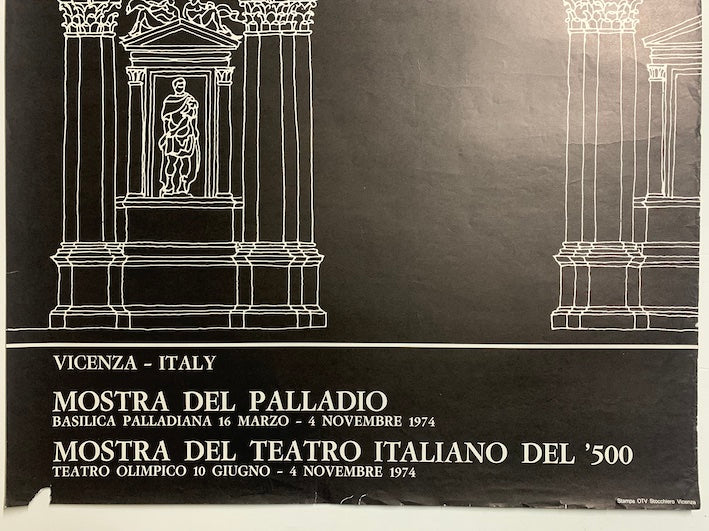 VICENZA - ITALY
MOSTRA DEL PALLADIO
BASILICA PALLADIANA 16 MARZO - 4 NOVEMBRE 1974
MOSTRA DEL TEATRO ITALIANO DEL '500
TEATRO OLIMPICO 10 GIUGNO - 4 NOVEMBRE 1974
Stampa OTV Stocchiero Vicenza